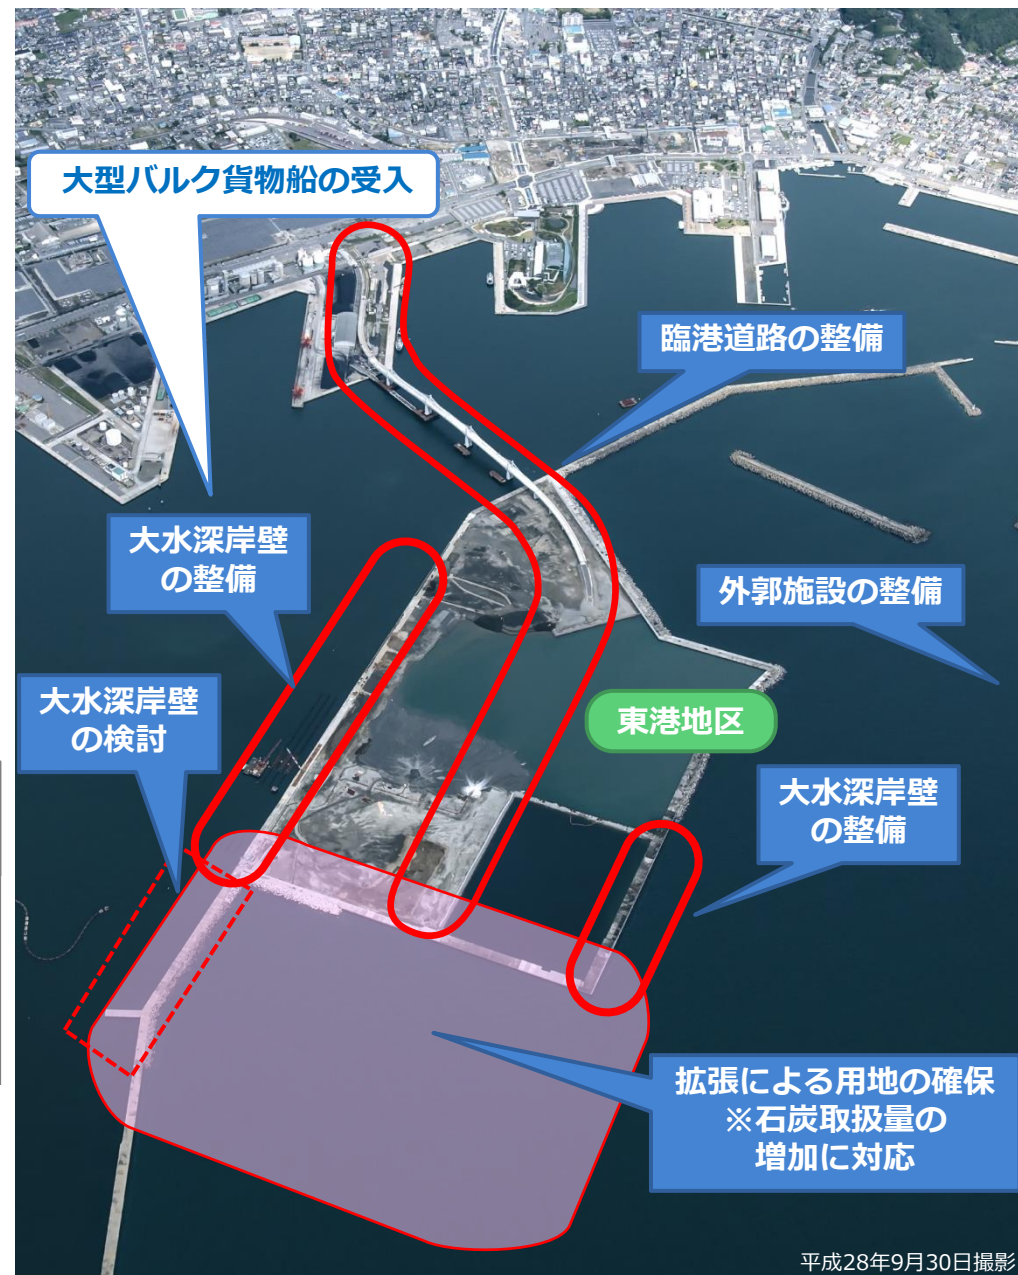 大型バルク貨物船の受入
臨港道路の整備
大水深岸壁
の整備
外郭施設の整備
大水深岸壁
の検討
東港地区
大水深岸壁
の整備
拡張による用地の確保
※石炭取扱量の
増加に対応
平成28年9月30日撮影